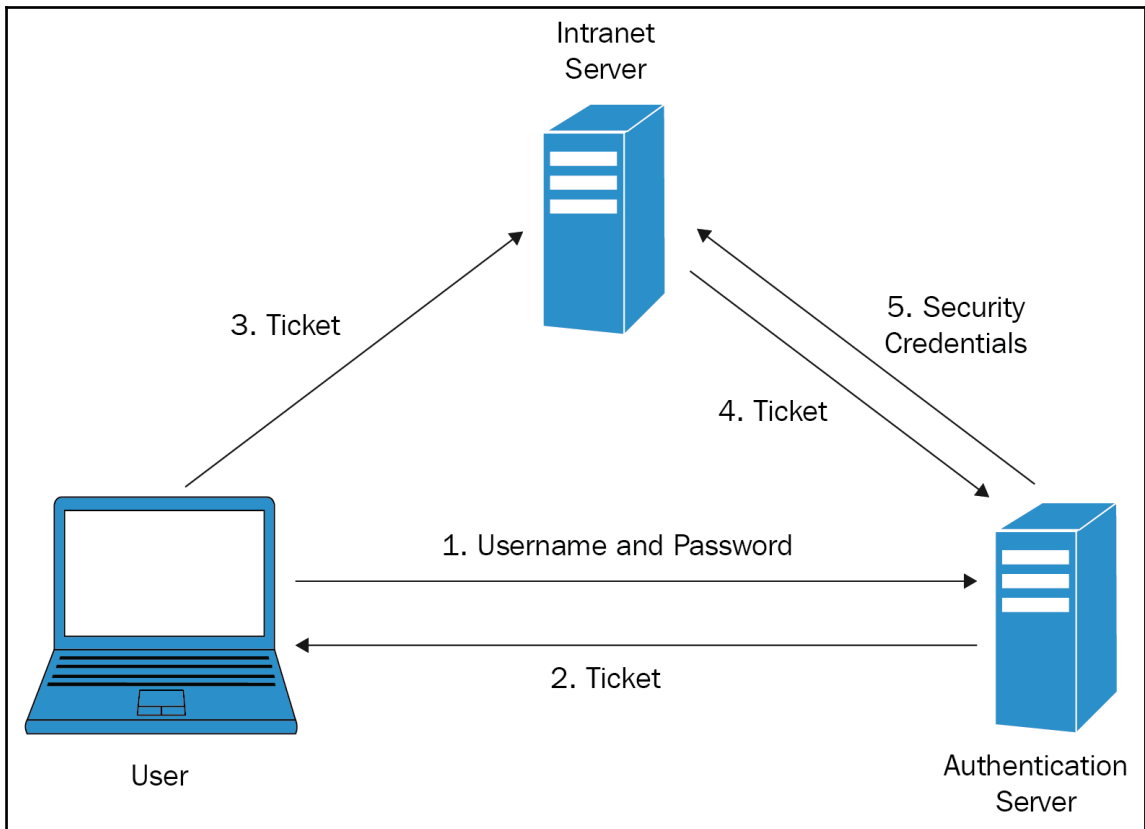 Intranet
Server
3. Ticket
5. Security
Credentials
4. Ticket
1. Username and Password
2. Ticket
User
Authentication
Server